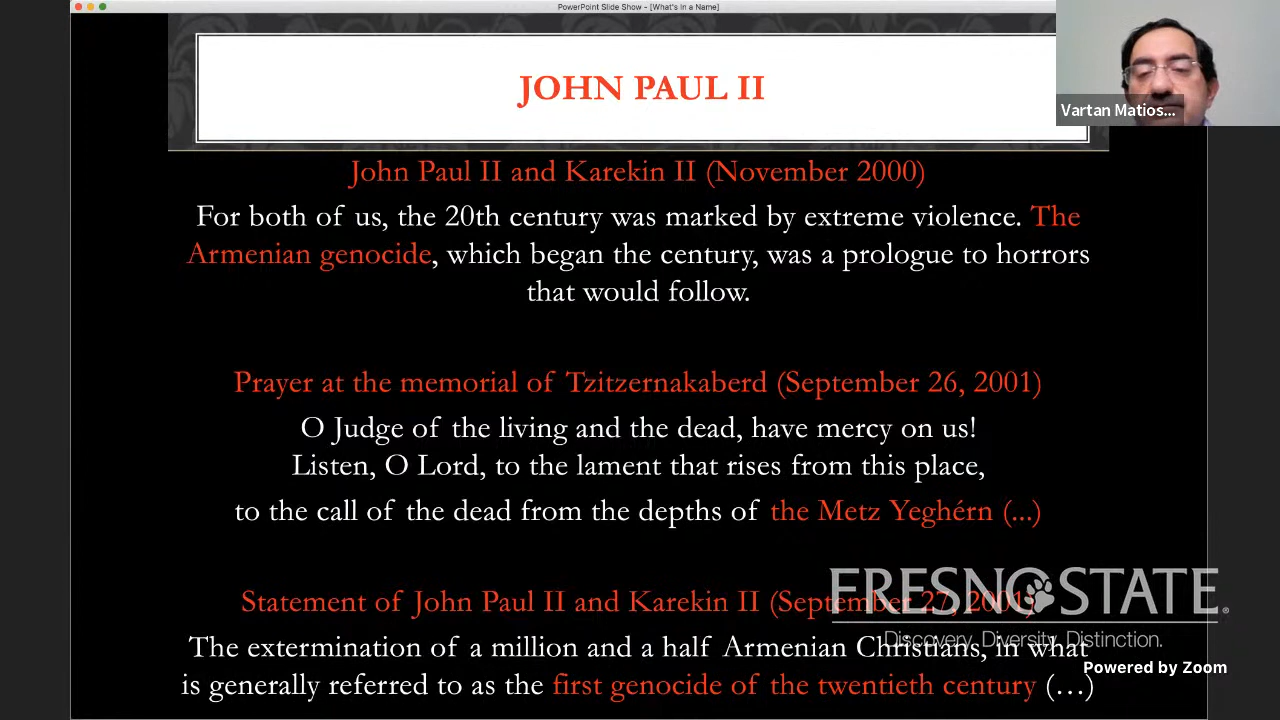 PowerPoint Slide Show - [What's in a Name]
JOHN PAUL II
Vartan Matios...
John Paul II and Karekin II (November 2000)
For both of us, the 20th century was marked by extreme violence. The
Armenian genocide, which began the century, was a prologue to horrors
that would follow.
Prayer at the memorial of Tzitzernakaberd (September 26, 2001)
O Judge of the living and the dead, have mercy on us!
Listen, O Lord, to the lament that rises from this place,
to the call of the dead from the depths of the Metz Yeghérn (...)
Statement of John Paul II and Karekin II (September 27, 2001)
The extermination of a million and a half Armenian Christians, in what
is generally referred to as the first genocide of the twentieth century (…)
FRESNO STATE®
Discovery. Diversity. Distinction.
Powered by Zoom